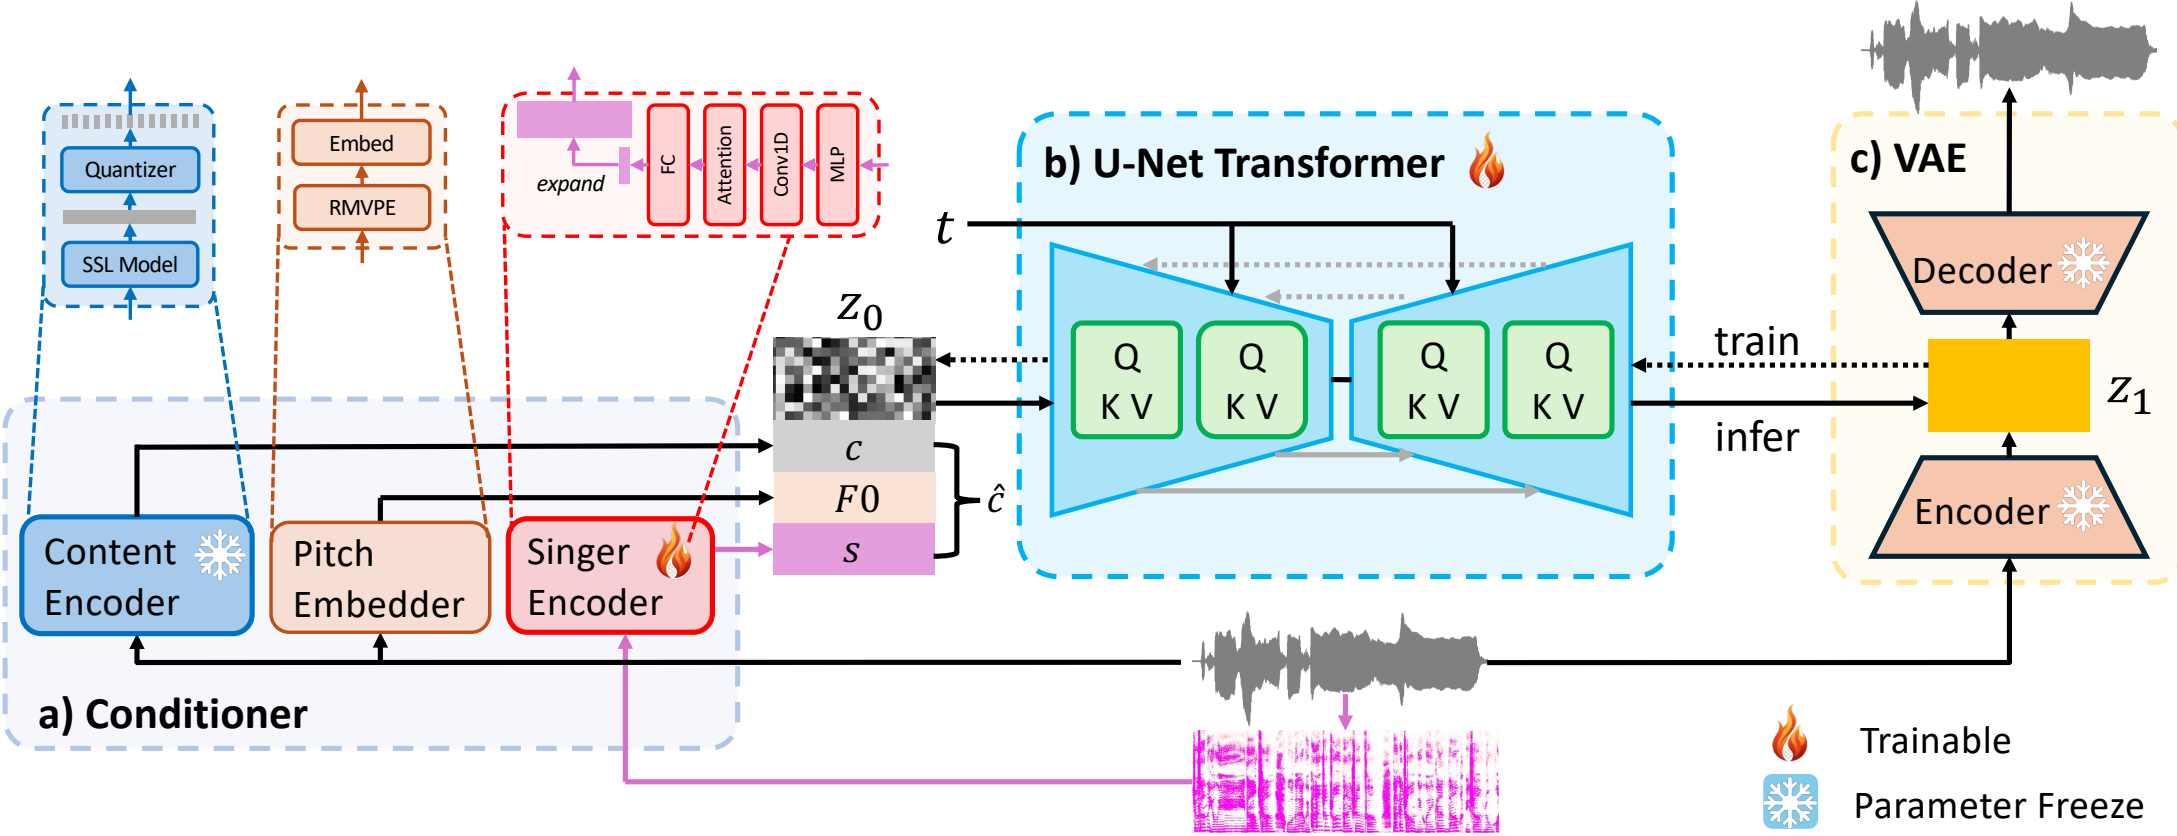 Quantizer
SSL Model
Embed
RMVPE
expand
FC
Attention
Conv1D
MLP
b) U-Net Transformer
t
Q
K V
Q
K V
Q
K V
Q
K V
c) VAE
Decoder
Encoder
train
infer
z₁
z₀
c
F0
s
ĉ
Content
Encoder
Pitch
Embedder
Singer
Encoder
a) Conditioner
Trainable
Parameter Freeze